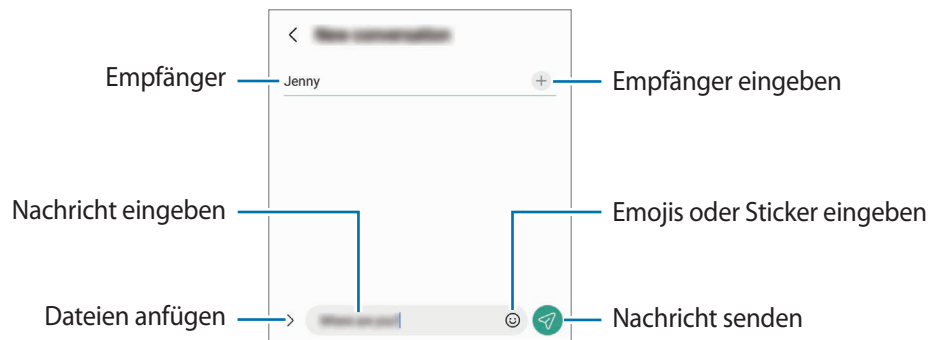 Empfänger
Jenny
Empfänger eingeben
Nachricht eingeben
Emojis oder Sticker eingeben
Dateien anfügen
Nachricht senden